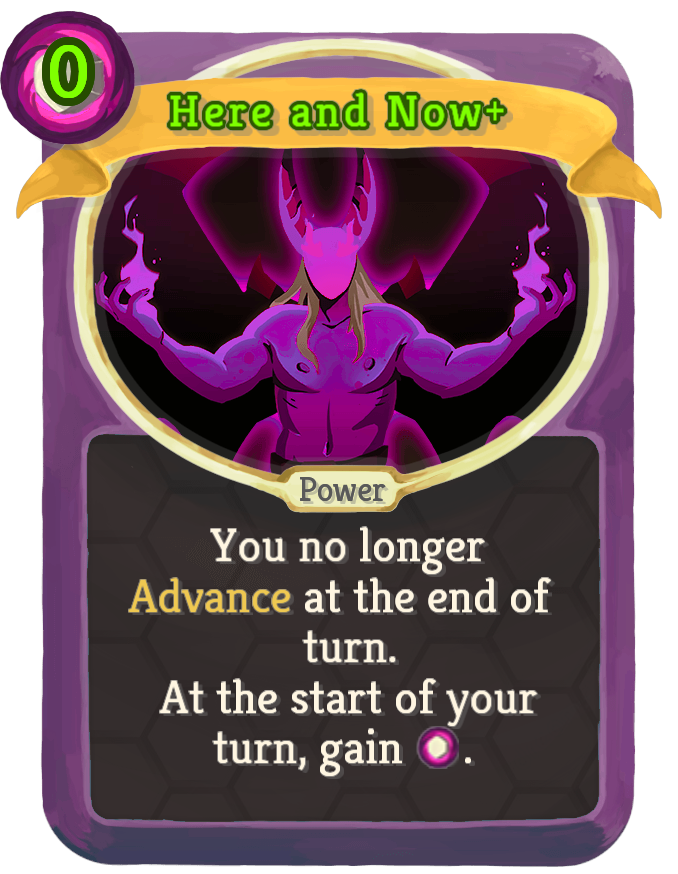 0
Here and Now+
Power
You no longer
Advance at the end of
turn.
At the start of your
turn, gain .